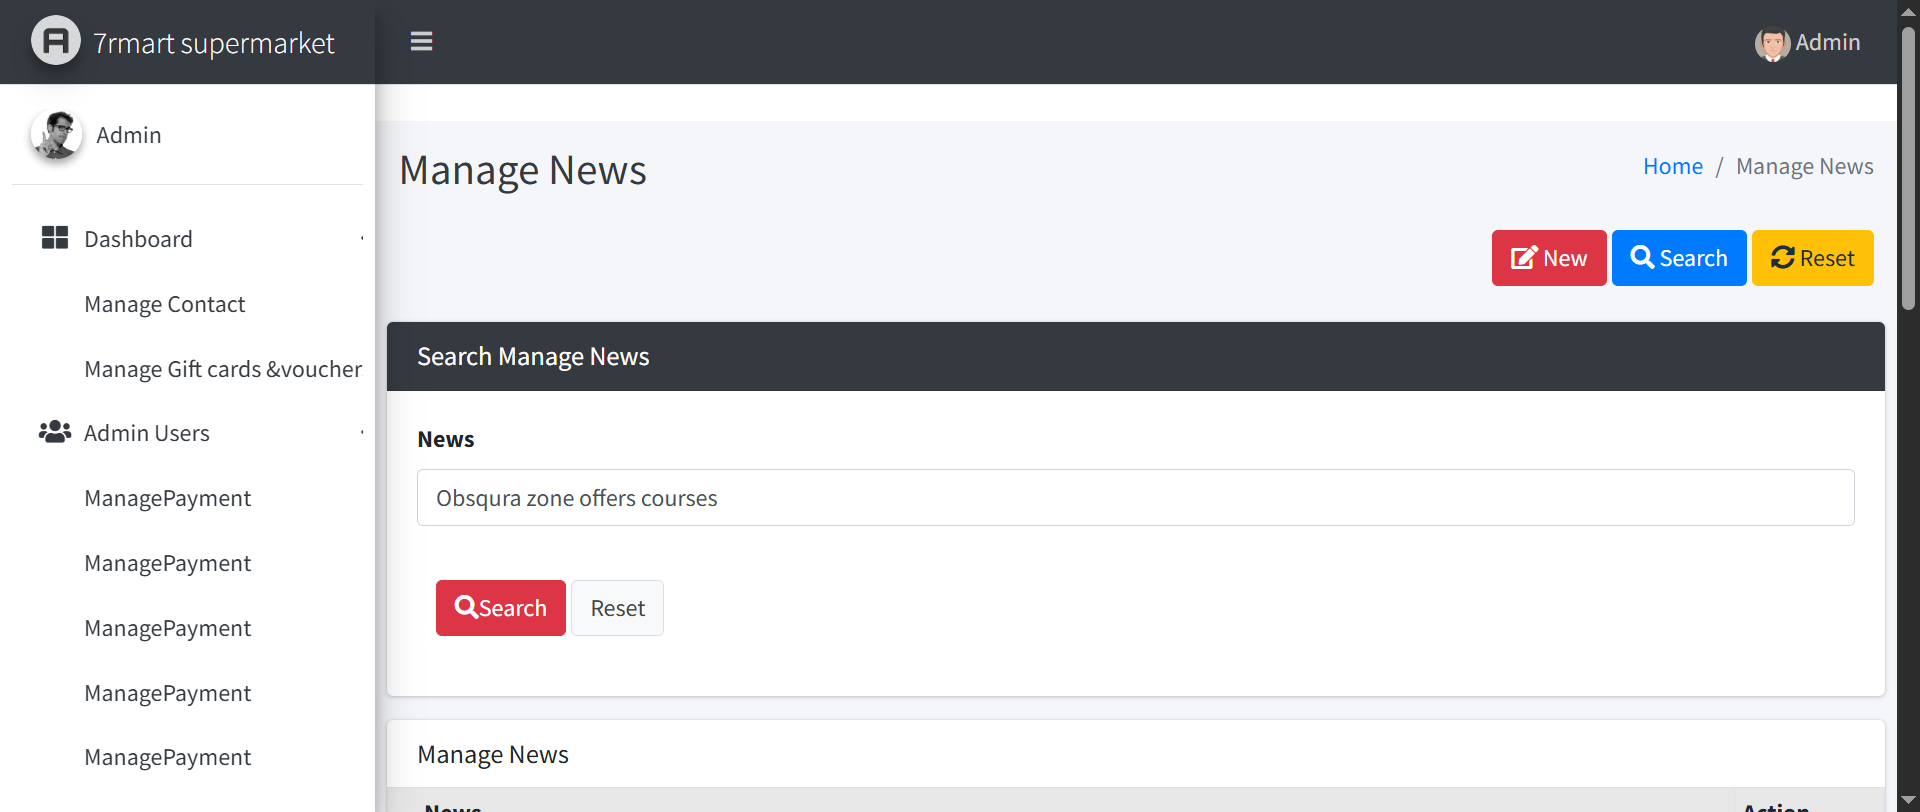 7rmart supermarket
Admin
Admin
Manage News
Home / Manage News
Dashboard
New
Search
Reset
Manage Contact
Search Manage News
Manage Gift cards &voucher
Admin Users
News
ManagePayment
Obsqura zone offers courses
ManagePayment
Search
Reset
ManagePayment
ManagePayment
ManagePayment
Manage News
News
Action